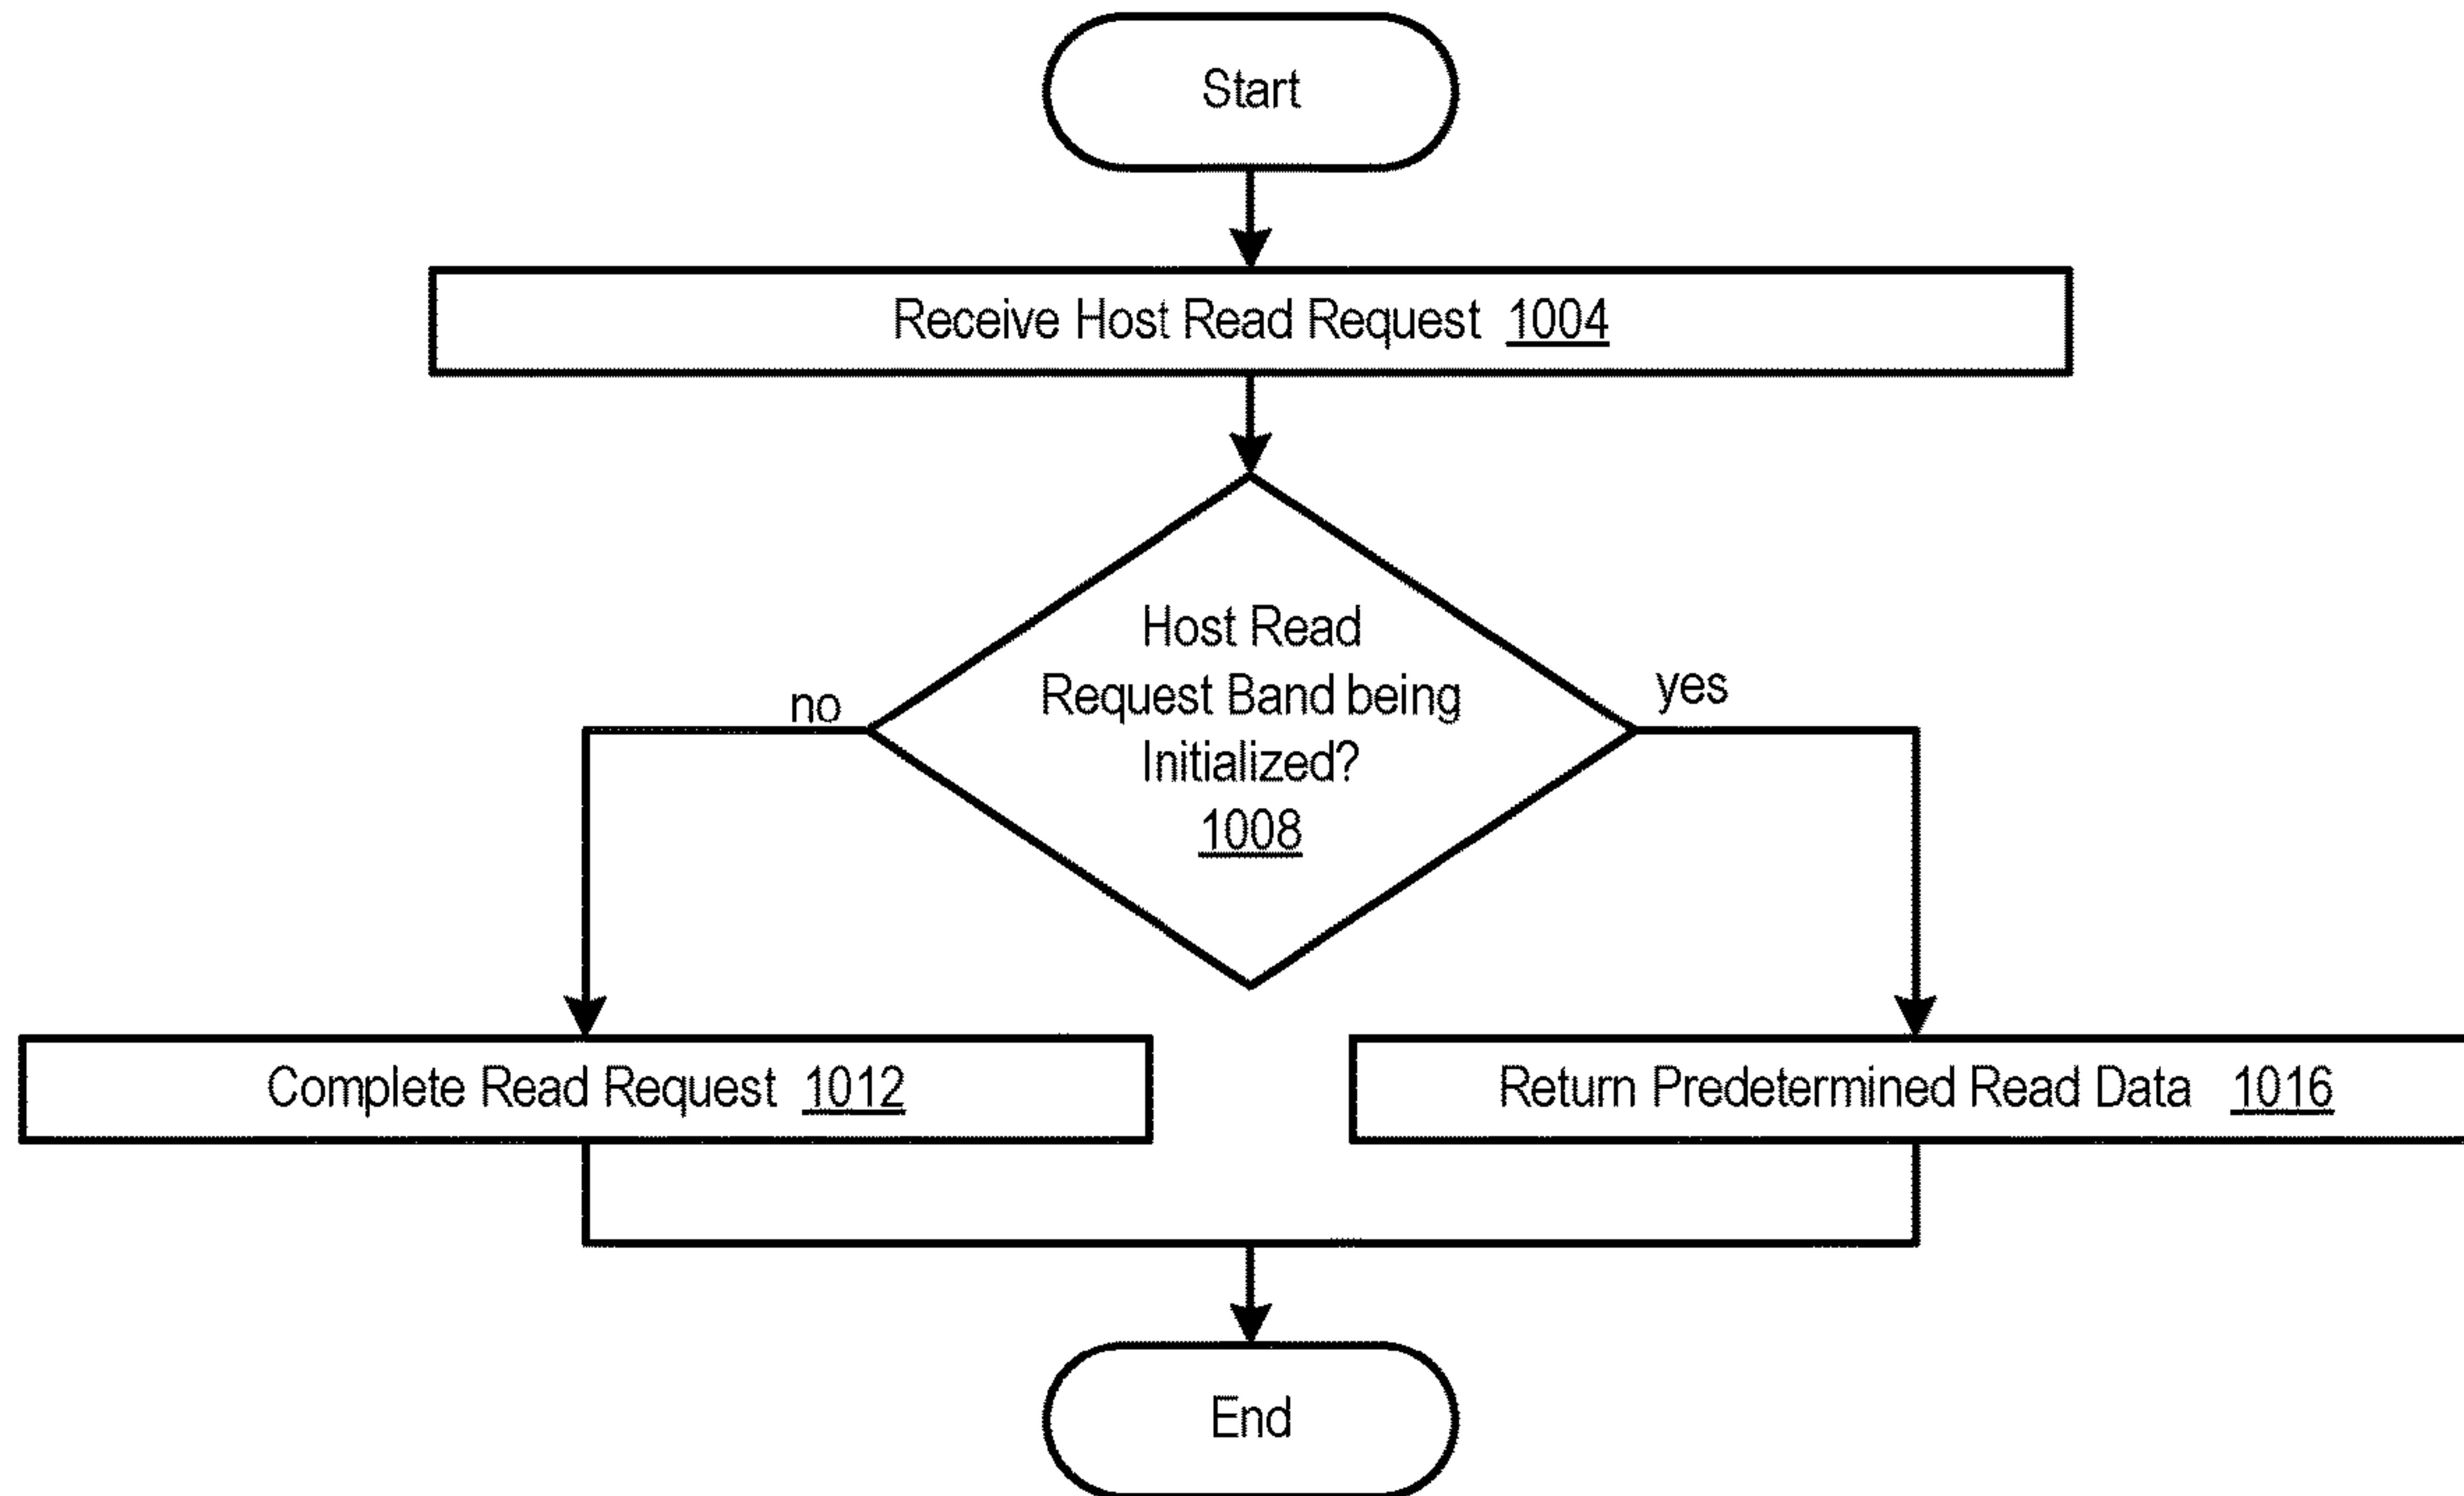 Start
Receive Host Read Request 1004
Host Read
Request Band being
Initialized?
1008
no
yes
Complete Read Request 1012
Return Predetermined Read Data 1016
End